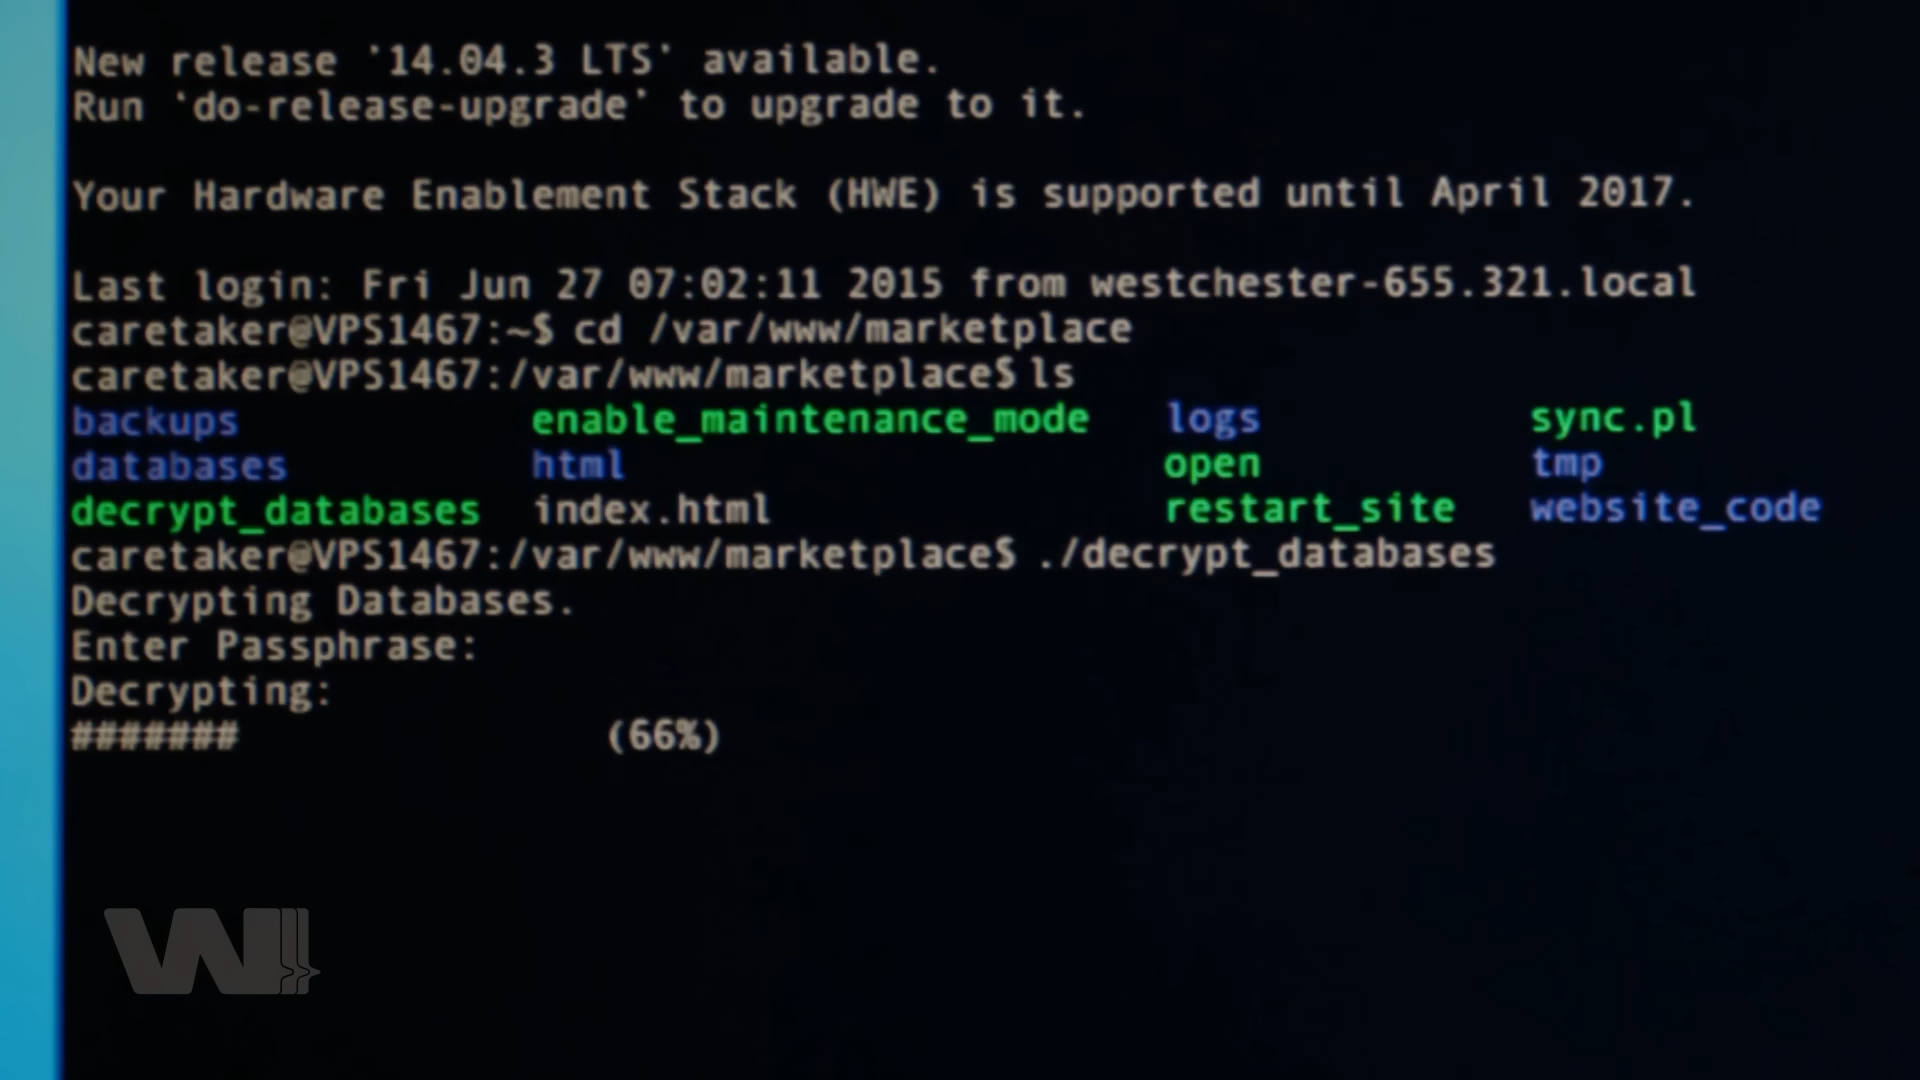 New release '14.04.3 LTS' available.
Run 'do-release-upgrade' to upgrade to it.
Your Hardware Enablement Stack (HWE) is supported until April 2017.
Last login: Fri Jun 27 07:02:11 2015 from westchester-655.321.local
caretaker@VPS1467:~$ cd /var/www/marketplace
caretaker@VPS1467:/var/www/marketplace$ ls
backups enable_maintenance_mode logs sync.pl
databases html open tmp
decrypt_databases index.html restart_site website_code
caretaker@VPS1467:/var/www/marketplace$ ./decrypt_databases
Decrypting Databases.
Enter Passphrase:
Decrypting:
####### (66%)
W